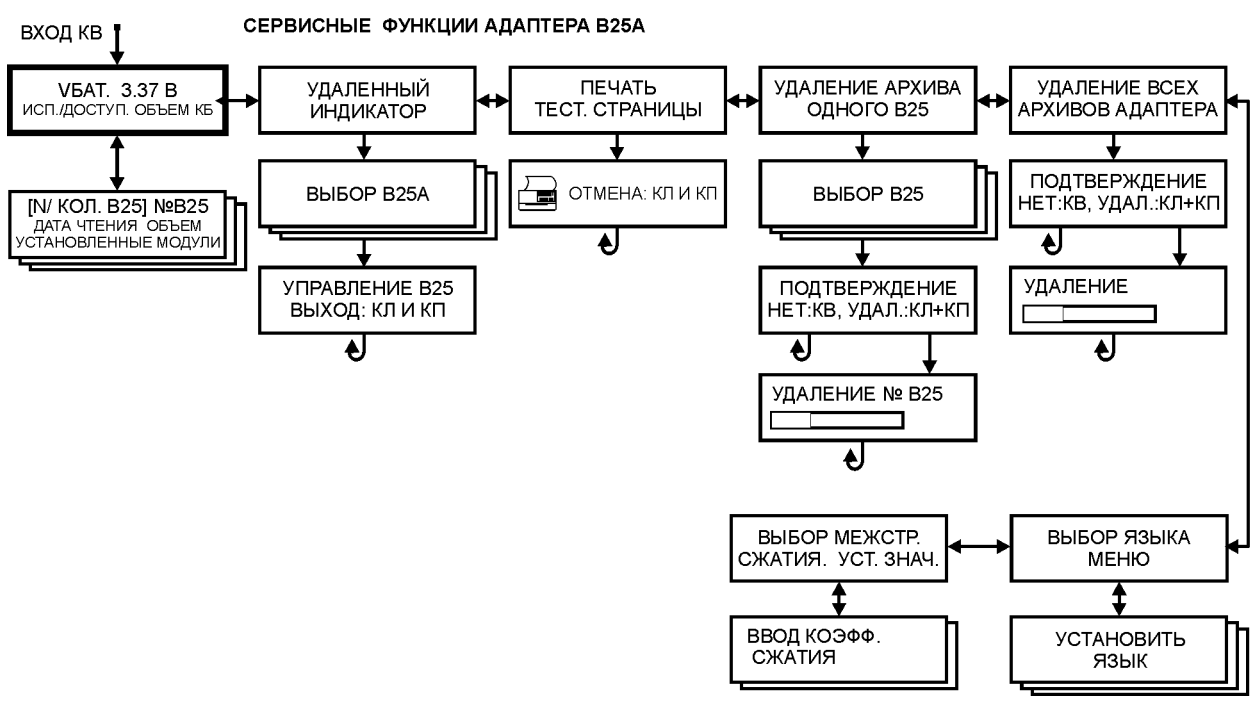 СЕРВИСНЫЕ ФУНКЦИИ АДАПТЕРА В25А
ВХОД КВ
VБАТ. 3.37 В
ИСП./ДОСТУП. ОБЪЕМ КБ
[N/ КОЛ. В25] №В25
ДАТА ЧТЕНИЯ ОБЪЕМ
УСТАНОВЛЕННЫЕ МОДУЛИ
УДАЛЕННЫЙ
ИНДИКАТОР
ВЫБОР В25А
УПРАВЛЕНИЕ В25
ВЫХОД: КЛ И КП
ПЕЧАТЬ
ТЕСТ. СТРАНИЦЫ
ОТМЕНА: КЛ И КП
УДАЛЕНИЕ АРХИВА
ОДНОГО В25
ВЫБОР В25
ПОДТВЕРЖДЕНИЕ
НЕТ:КВ, УДАЛ.:КЛ+КП
УДАЛЕНИЕ № В25
УДАЛЕНИЕ ВСЕХ
АРХИВОВ АДАПТЕРА
ПОДТВЕРЖДЕНИЕ
НЕТ:КВ, УДАЛ.:КЛ+КП
УДАЛЕНИЕ
ВЫБОР МЕЖСТР.
СЖАТИЯ. УСТ. ЗНАЧ.
ВВОД КОЭФФ.
СЖАТИЯ
ВЫБОР ЯЗЫКА
МЕНЮ
УСТАНОВИТЬ
ЯЗЫК